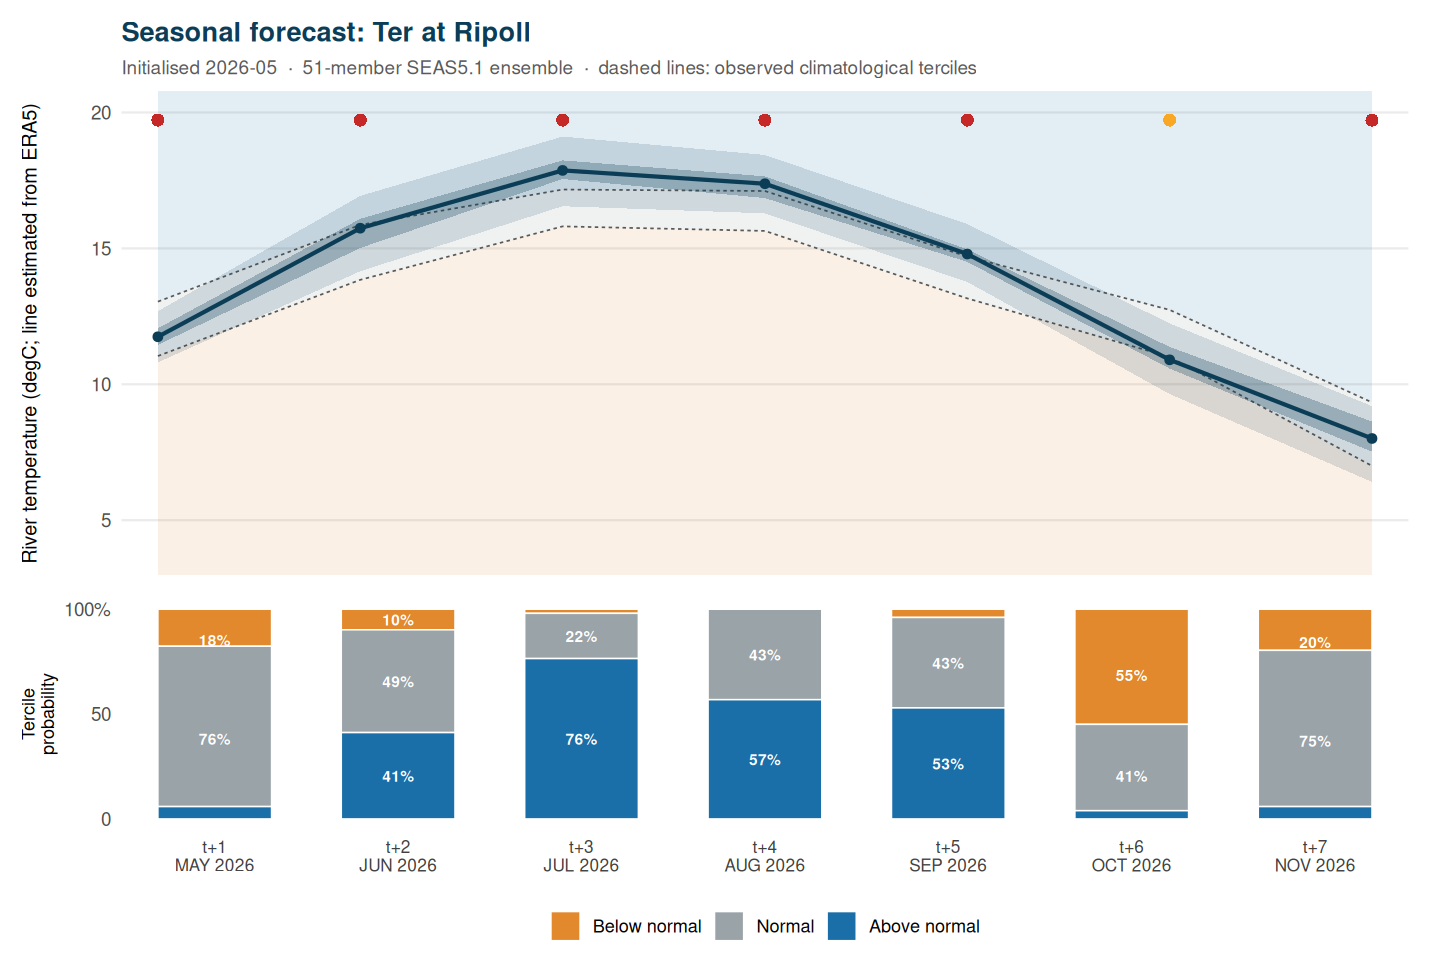 Seasonal forecast: Ter at Ripoll
Initialised 2026-05 · 51-member SEAS5.1 ensemble · dashed lines: observed climatological terciles
River temperature (degC; line estimated from ERA5)
20
15
10
5
Tercile
probability
100%
50
0
18%
76%
10%
49%
41%
22%
76%
43%
57%
43%
53%
55%
41%
20%
75%
t+1 t+2 t+3 t+4 t+5 t+6 t+7
MAY 2026 JUN 2026 JUL 2026 AUG 2026 SEP 2026 OCT 2026 NOV 2026
Below normal Normal Above normal